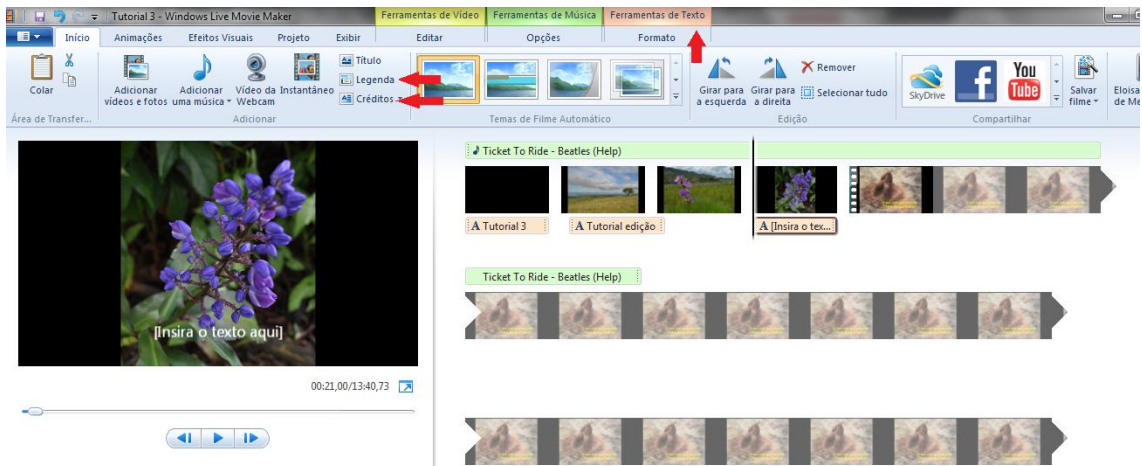 Tutorial 3 - Windows Live Movie Maker
Ferramentas de Vídeo
Ferramentas de Música
Ferramentas de Texto
Início
Animações
Efeitos Visuais
Projeto
Exibir
Editar
Opções
Formato
Colar
Adicionar
vídeos e fotos
Adicionar
uma música
Vídeo da
Webcam
Instantâneo
Título
Legenda
Créditos
Girar para
a esquerda
Girar para
a direita
Remover
Selecionar tudo
SkyDrive
You
Tube
Salvar
filme
Área de Transfer...
Adicionar
Temas de Filme Automático
Edição
Compartilhar
[Insira o texto aqui]
00:21,00/13:40,73
Ticket To Ride - Beatles (Help)
A Tutorial 3
A Tutorial edição
A [Insira o tex...
Ticket To Ride - Beatles (Help)